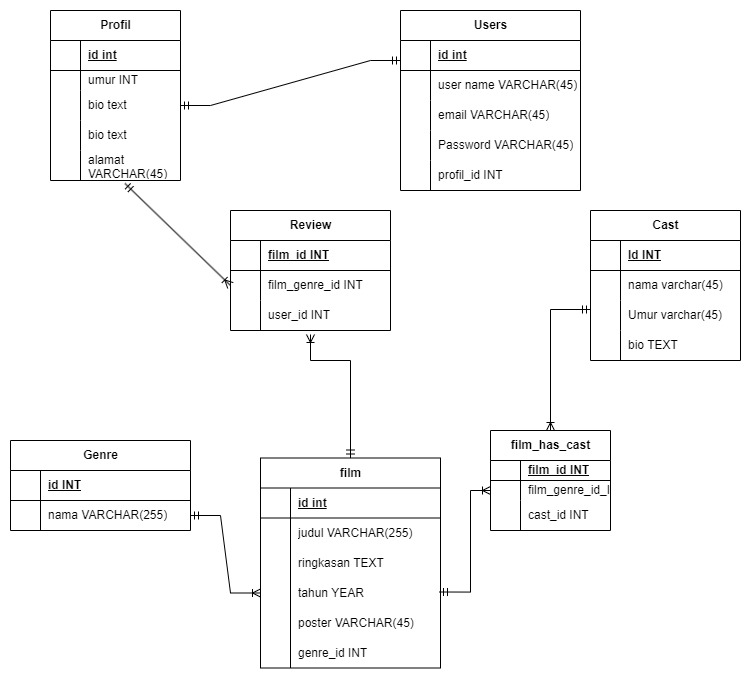 Profil
id int
umur INT
bio text
bio text
alamat
VARCHAR(45)
Users
id int
user name VARCHAR(45)
email VARCHAR(45)
Password VARCHAR(45)
profil_id INT
Review
film_id INT
film_genre_id INT
user_id INT
Cast
Id INT
nama varchar(45)
Umur varchar(45)
bio TEXT
Genre
id INT
nama VARCHAR(255)
film
id int
judul VARCHAR(255)
ringkasan TEXT
tahun YEAR
poster VARCHAR(45)
genre_id INT
film_has_cast
film_id INT
film_genre_id_I
cast_id INT